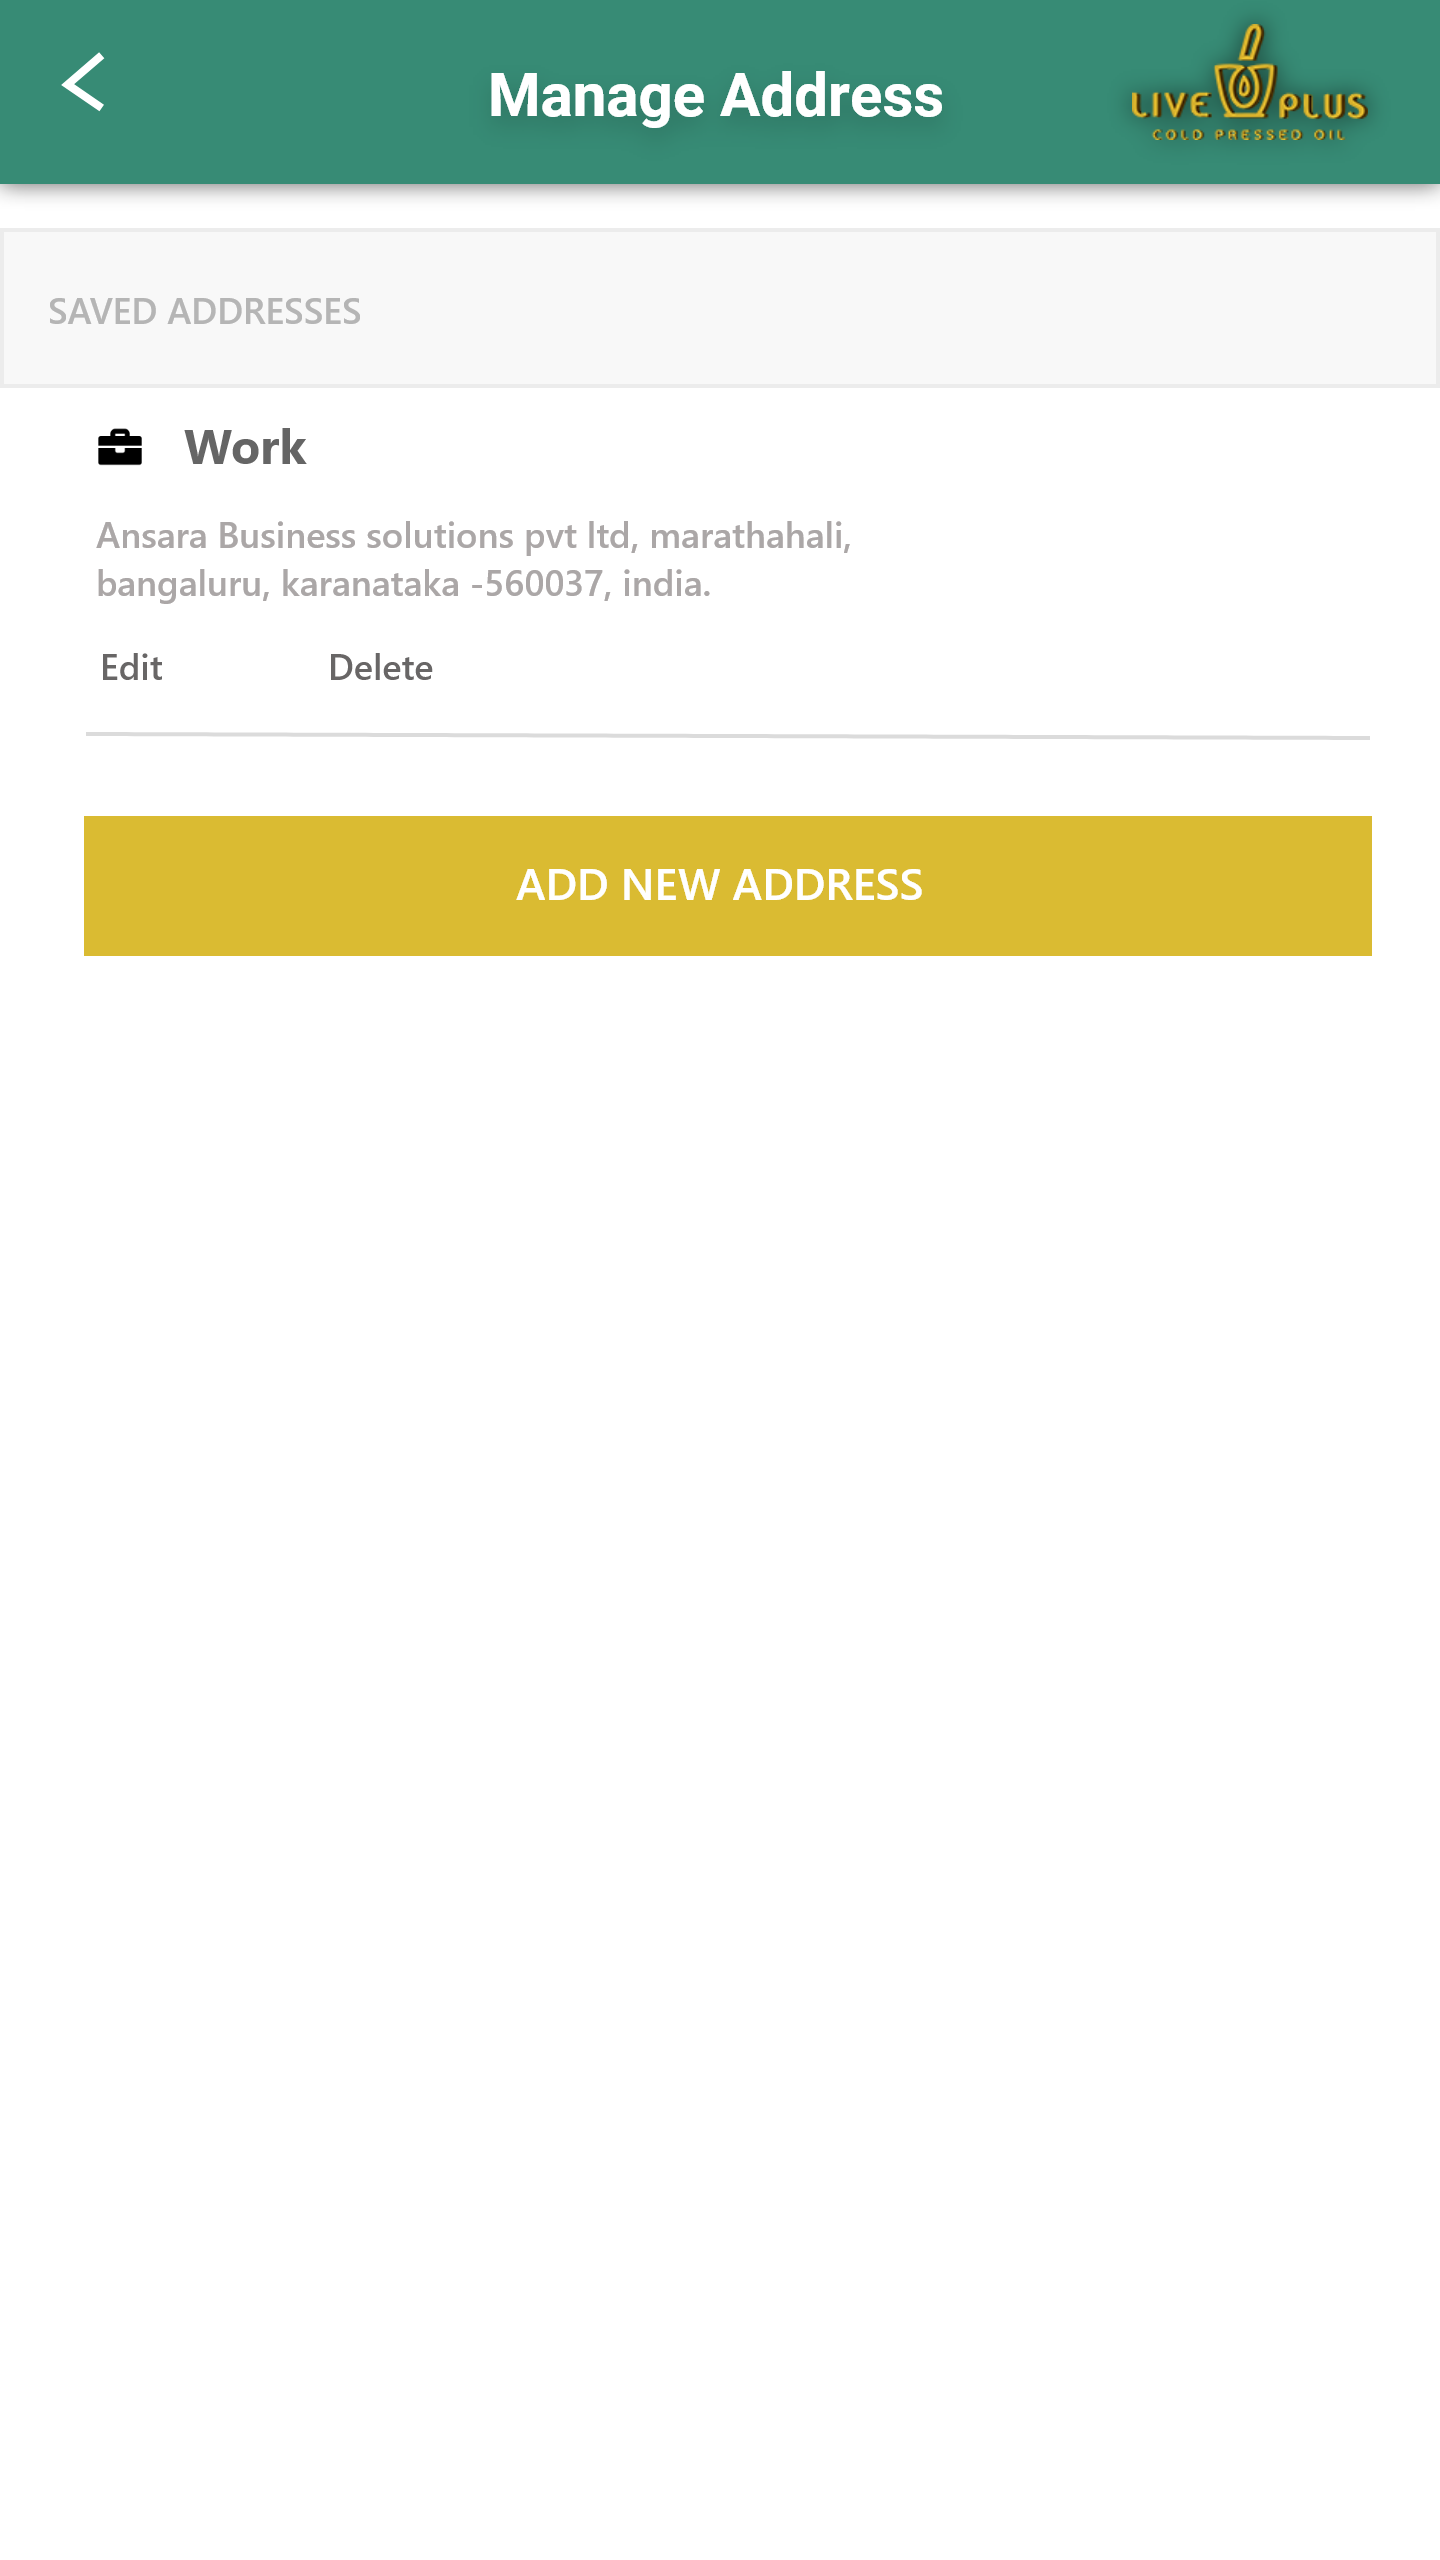 Manage Address
LIVE PLUS
COLD PRESSED OIL
SAVED ADDRESSES
Work
Ansara Business solutions pvt ltd, marathahali,
bangaluru, karanataka -560037, india.
Edit Delete
ADD NEW ADDRESS